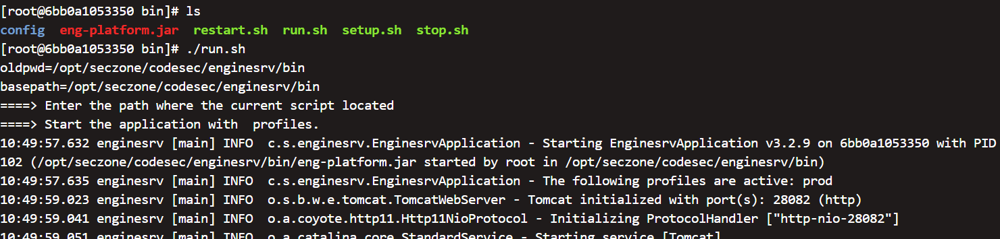 [root@6bb0a1053350 bin]# ls
config  eng-platform.jar  restart.sh  run.sh  setup.sh  stop.sh
[root@6bb0a1053350 bin]# ./run.sh
oldpwd=/opt/seczone/codesec/enginesrv/bin
basepath=/opt/seczone/codesec/enginesrv/bin
====> Enter the path where the current script located
====> Start the application with  profiles.
10:49:57.632 enginesrv [main] INFO  c.s.enginesrv.EnginesrvApplication - Starting EnginesrvApplication v3.2.9 on 6bb0a1053350 with PID
102 (/opt/seczone/codesec/enginesrv/bin/eng-platform.jar started by root in /opt/seczone/codesec/enginesrv/bin)
10:49:57.635 enginesrv [main] INFO  c.s.enginesrv.EnginesrvApplication - The following profiles are active: prod
10:49:59.023 enginesrv [main] INFO  o.s.b.w.e.tomcat.TomcatWebServer - Tomcat initialized with port(s): 28082 (http)
10:49:59.041 enginesrv [main] INFO  o.a.coyote.http11.Http11NioProtocol - Initializing ProtocolHandler ["http-nio-28082"]
10:49:59.051 enginesrv [main] INFO  o.a.catalina.core.StandardService - Starting service [Tomcat]